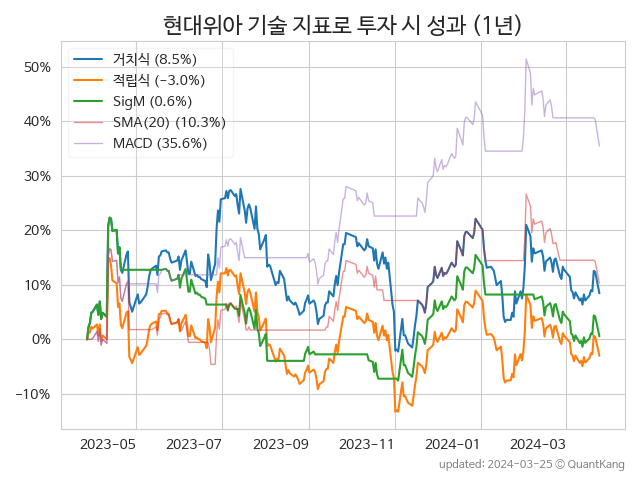 현대위아 기술 지표로 투자 시 성과 (1년)
거치식 (8.5%)
적립식 (-3.0%)
SigM (0.6%)
SMA(20) (10.3%)
MACD (35.6%)
50%
40%
30%
20%
10%
0%
-10%
2023-05 2023-07 2023-09 2023-11 2024-01 2024-03
updated: 2024-03-25 © QuantKang